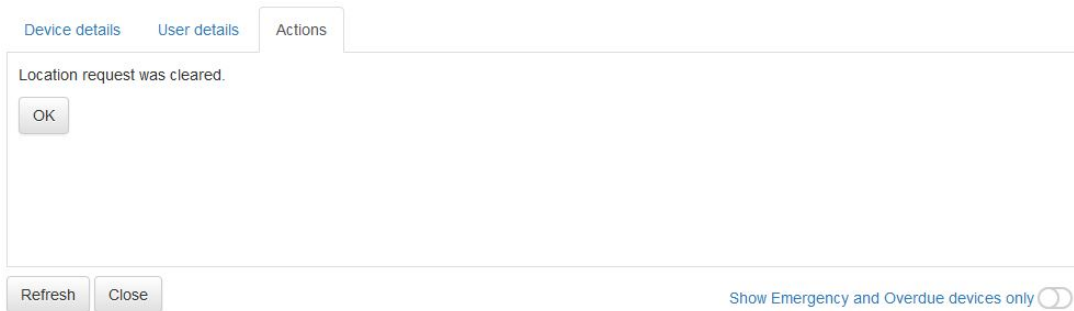 Device details User details Actions
Location request was cleared.
OK
Refresh Close Show Emergency and Overdue devices only